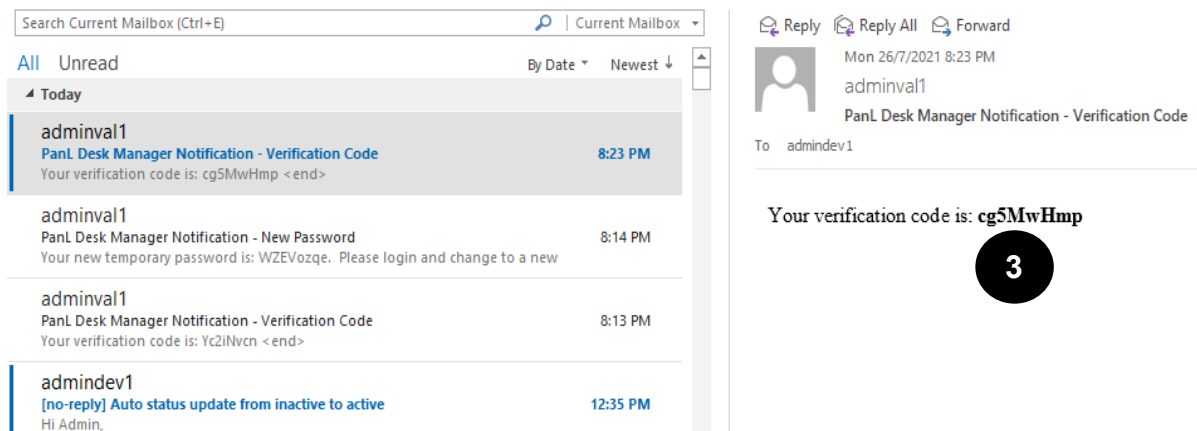 Search Current Mailbox (Ctrl+E)
Current Mailbox
All Unread By Date Newest
Today
adminval1
PanL Desk Manager Notification - Verification Code 8:23 PM
Your verification code is: cg5MwHmp <end>
adminval1
PanL Desk Manager Notification - New Password 8:14 PM
Your new temporary password is: WZEVozqe. Please login and change to a new
adminval1
PanL Desk Manager Notification - Verification Code 8:13 PM
Your verification code is: Yc2iNvcn <end>
admindev1
[no-reply] Auto status update from inactive to active 12:35 PM
Hi Admin,
Reply Reply All Forward
Mon 26/7/2021 8:23 PM
adminval1
PanL Desk Manager Notification - Verification Code
To admindev1
Your verification code is: cg5MwHmp
3